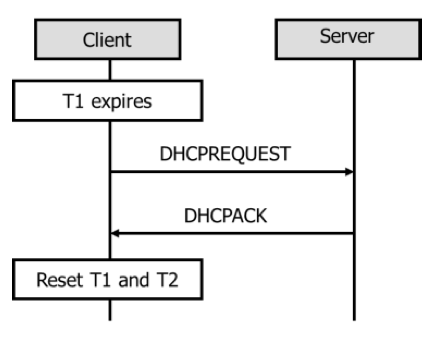 Client
Server
T1 expires
DHCPREQUEST
DHCPACK
Reset T1 and T2